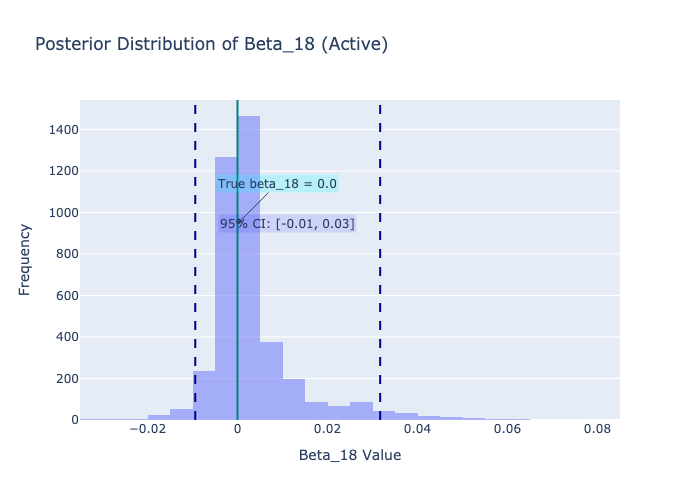 Posterior Distribution of Beta_18 (Active)
1400
1200
1000
800
600
400
200
0
Frequency
True beta_18 = 0.0
95% CI: [-0.01, 0.03]
−0.02
0
0.02
0.04
0.06
0.08
Beta_18 Value